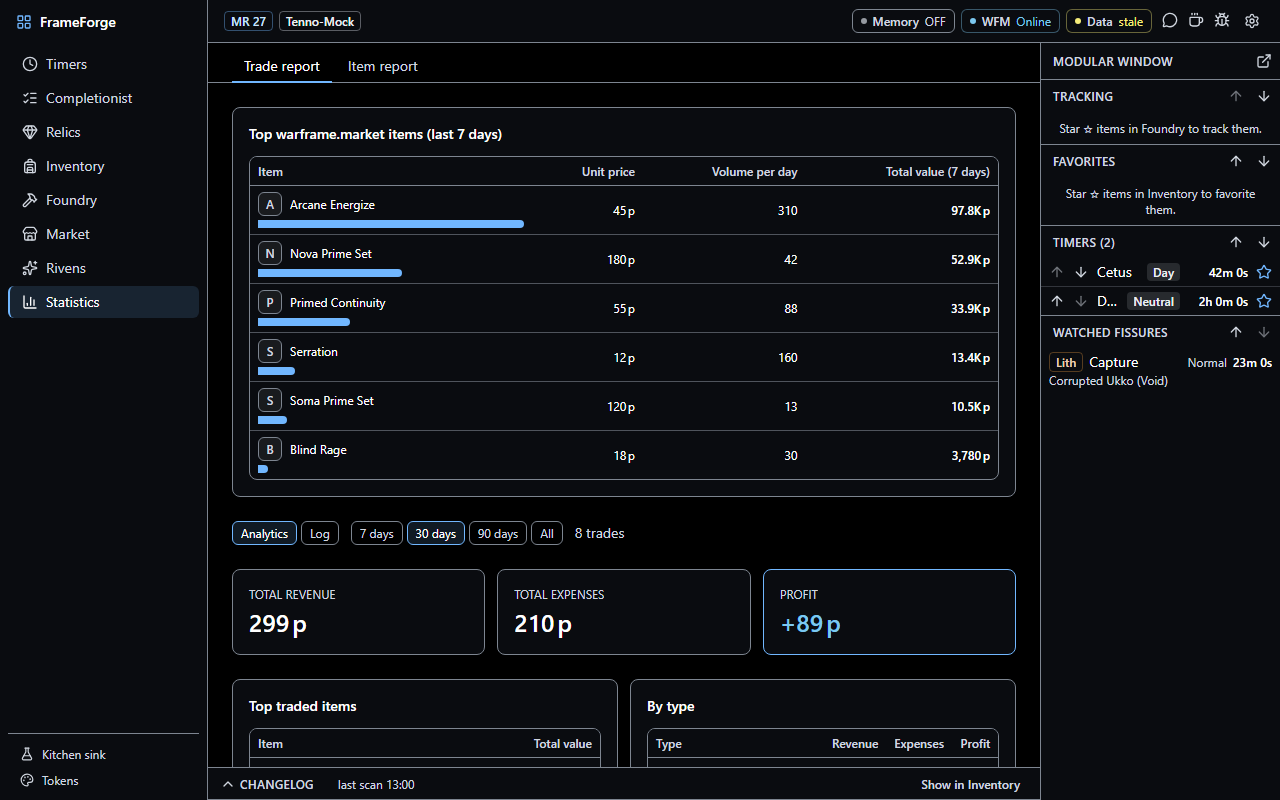 FrameForge
Timers
Completionist
Relics
Inventory
Foundry
Market
Rivens
Statistics
Kitchen sink
Tokens
MR 27 Tenno-Mock
Memory OFF WFM Online Data stale
Trade report Item report
Top warframe.market items (last 7 days)
Item Unit price Volume per day Total value (7 days)
A Arcane Energize 45p 310 97.8K p
N Nova Prime Set 180p 42 52.9K p
P Primed Continuity 55p 88 33.9K p
S Serration 12p 160 13.4K p
S Soma Prime Set 120p 13 10.5K p
B Blind Rage 18p 30 3,780p
Analytics Log 7 days 30 days 90 days All 8 trades
TOTAL REVENUE
299p
TOTAL EXPENSES
210p
PROFIT
+89p
Top traded items
Item Total value
By type
Type Revenue Expenses Profit
CHANGELOG last scan 13:00 Show in Inventory
MODULAR WINDOW
TRACKING
Star ☆ items in Foundry to track them.
FAVORITES
Star ☆ items in Inventory to favorite
them.
TIMERS (2)
Cetus Day 42m 0s
D... Neutral 2h 0m 0s
WATCHED FISSURES
Lith Capture Normal 23m 0s
Corrupted Ukko (Void)